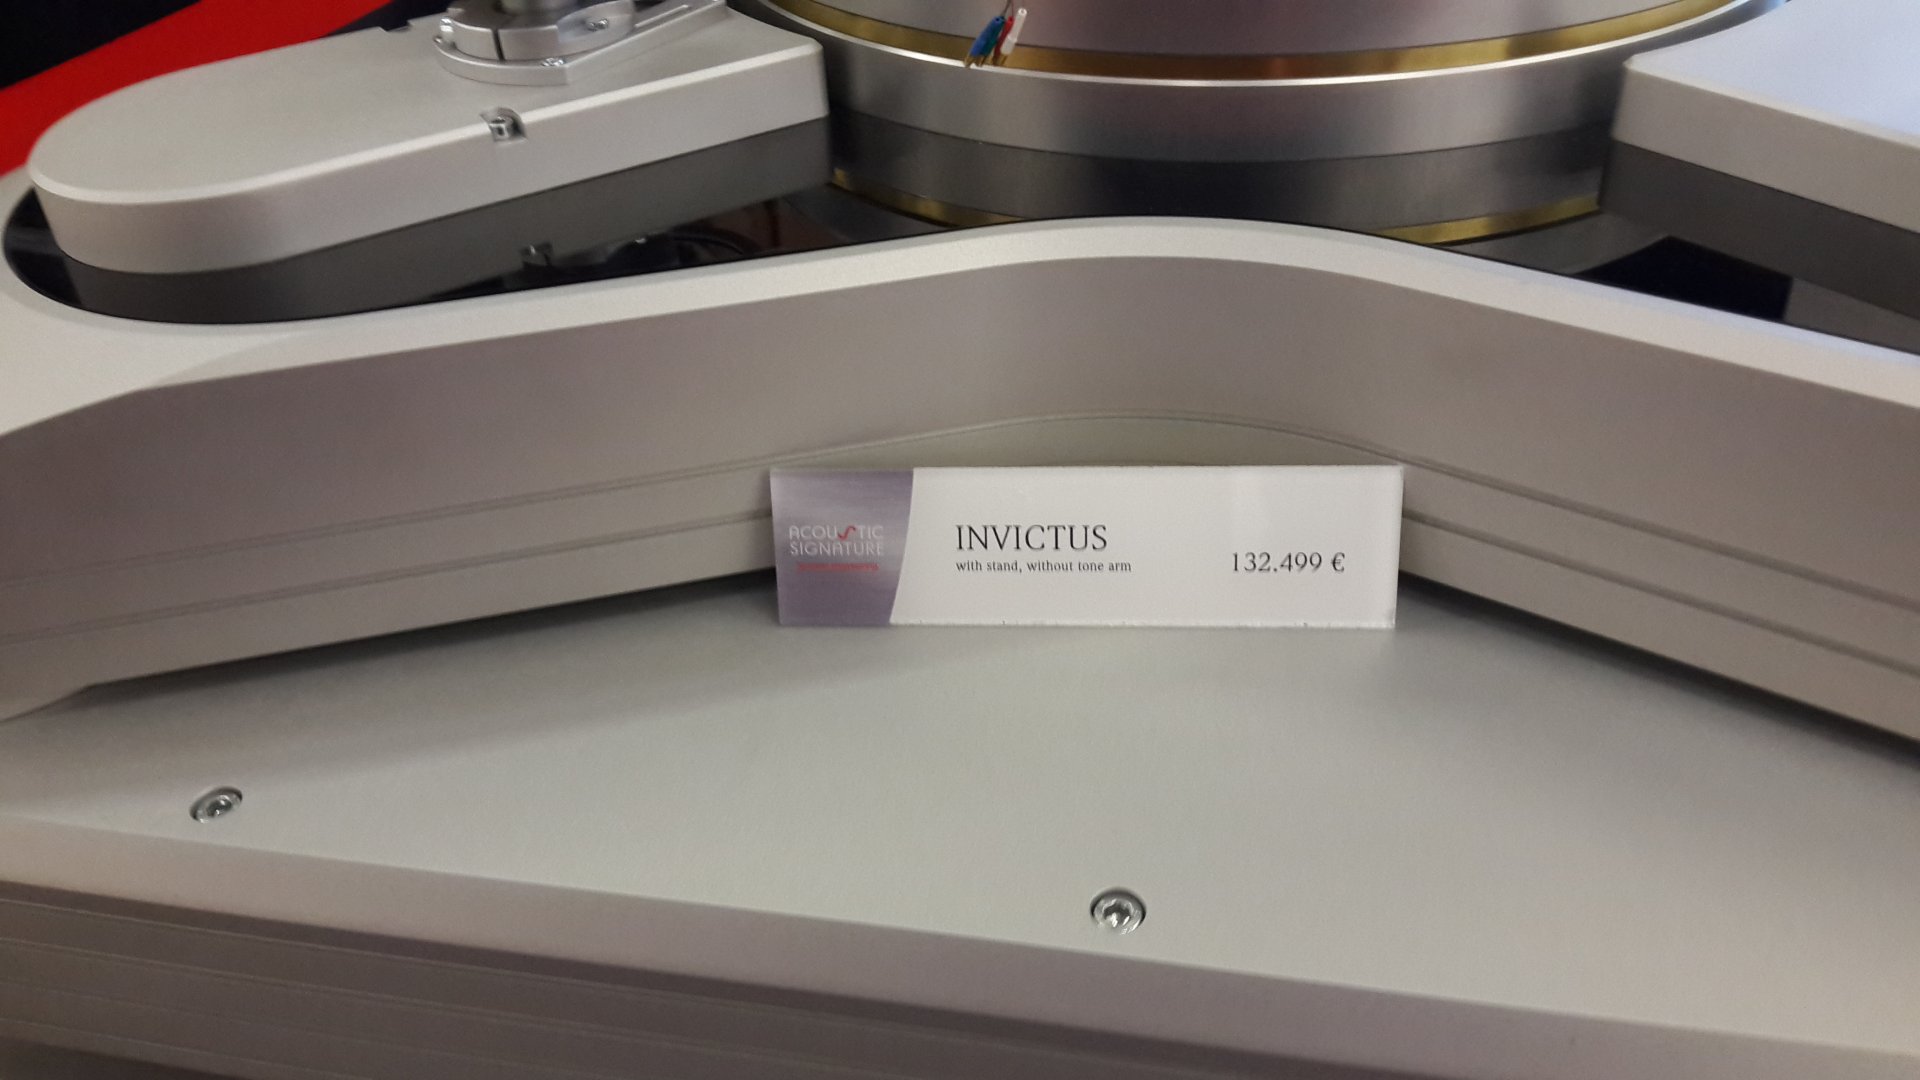 ACOUSTIC
SIGNATURE
INVICTUS
with stand, without tone arm
132.499 €